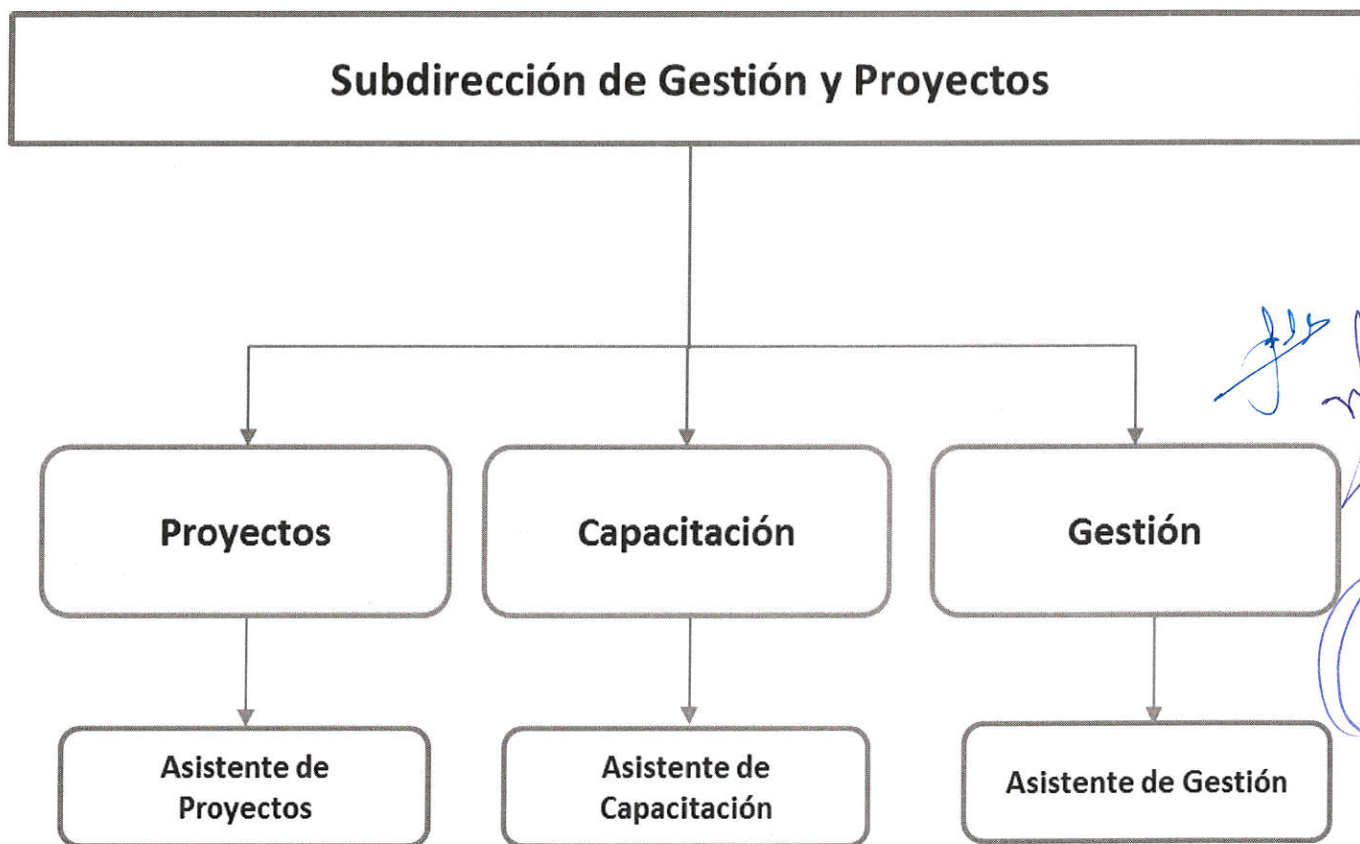 Subdirección de Gestión y Proyectos
Proyectos
Capacitación
Gestión
Asistente de
Proyectos
Asistente de
Capacitación
Asistente de Gestión